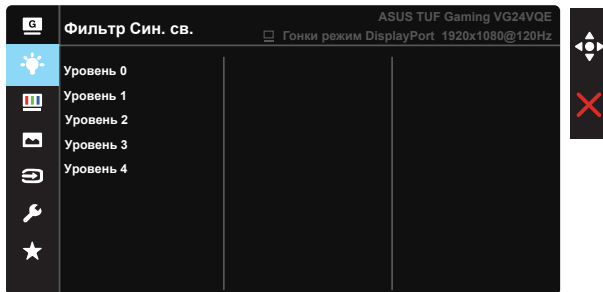 G
Фильтр Син. св.
ASUS TUF Gaming VG24VQE
Гонки режим DisplayPort 1920x1080@120Hz
Уровень 0
Уровень 1
Уровень 2
Уровень 3
Уровень 4